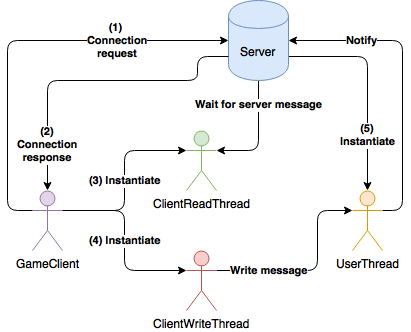 (1)
Connection
request
Server
Notify
Wait for server message
(2)
Connection
response
(5)
Instantiate
(3) Instantiate
ClientReadThread
(4) Instantiate
GameClient
Write message
UserThread
ClientWriteThread